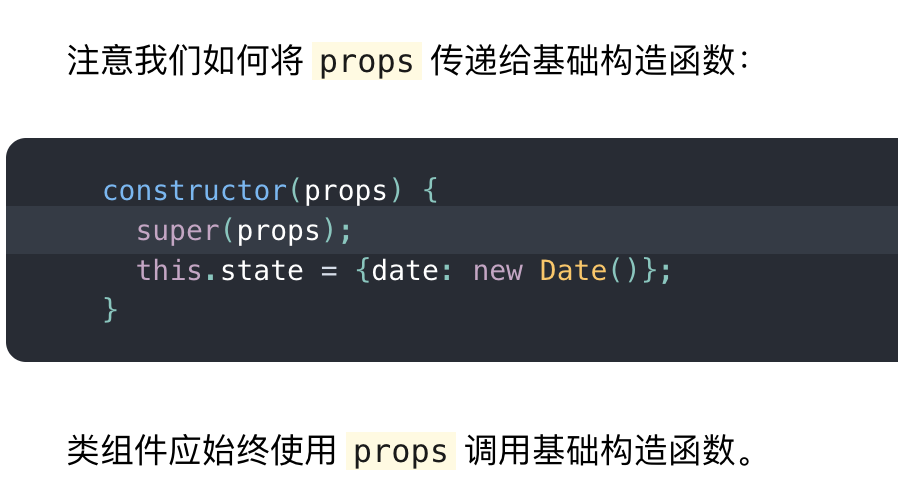 注意我们如何将 props 传递给基础构造函数：
constructor(props) {
  super(props);
  this.state = {date: new Date()};
}
类组件应始终使用 props 调用基础构造函数。